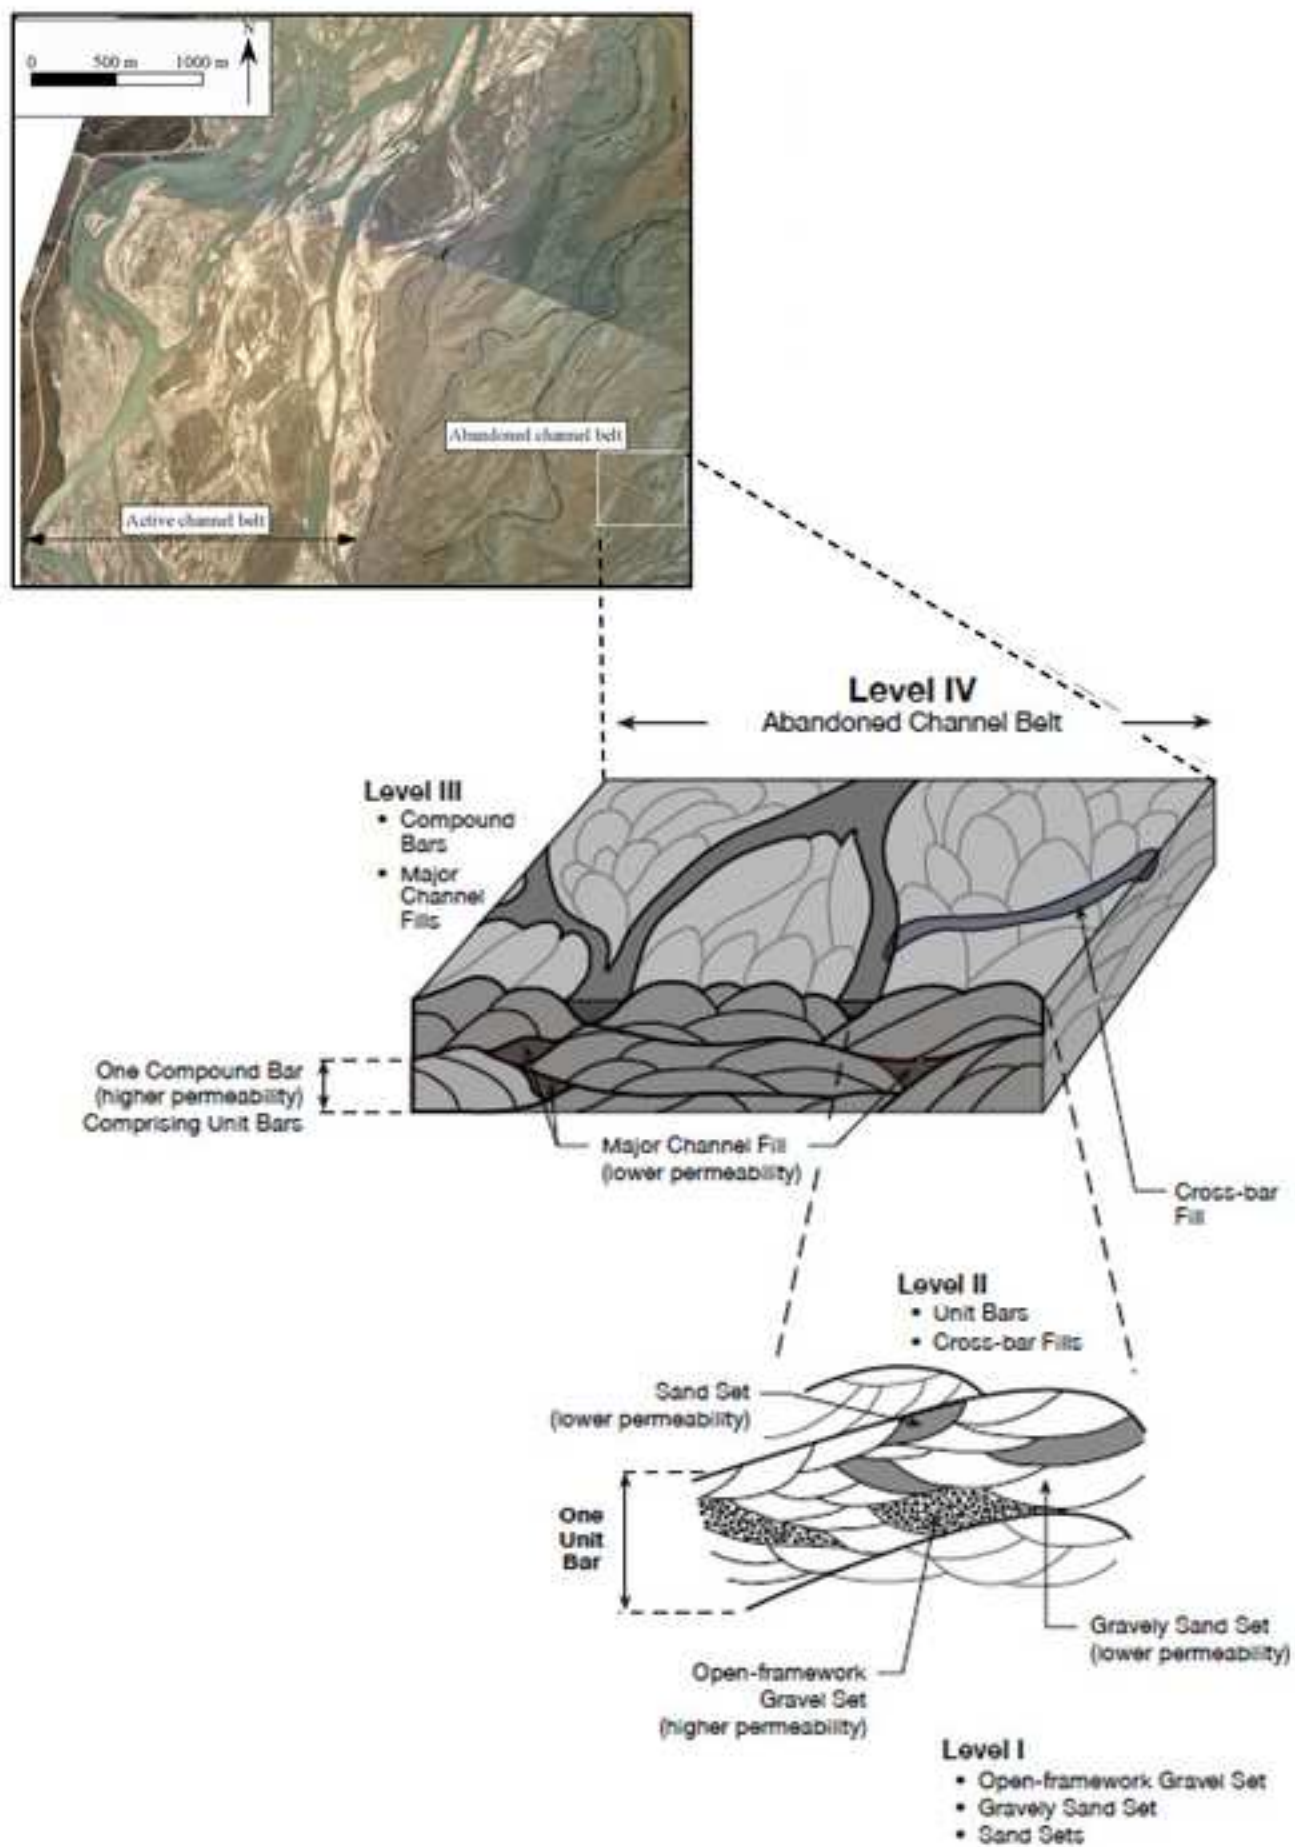 N
0 500 m 1000 m
Abandoned channel belt
Active channel belt
Level IV
Abandoned Channel Belt
Level III
• Compound
Bars
• Major
Channel
Fills
One Compound Bar
(higher permeability)
Comprising Unit Bars
Major Channel Fill
(lower permeability)
Cross-bar
Fill
Level II
• Unit Bars
• Cross-bar Fills
Sand Set
(lower permeability)
One
Unit
Bar
Gravely Sand Set
(lower permeability)
Open-framework
Gravel Set
(higher permeability)
Level I
• Open-framework Gravel Set
• Gravely Sand Set
• Sand Sets